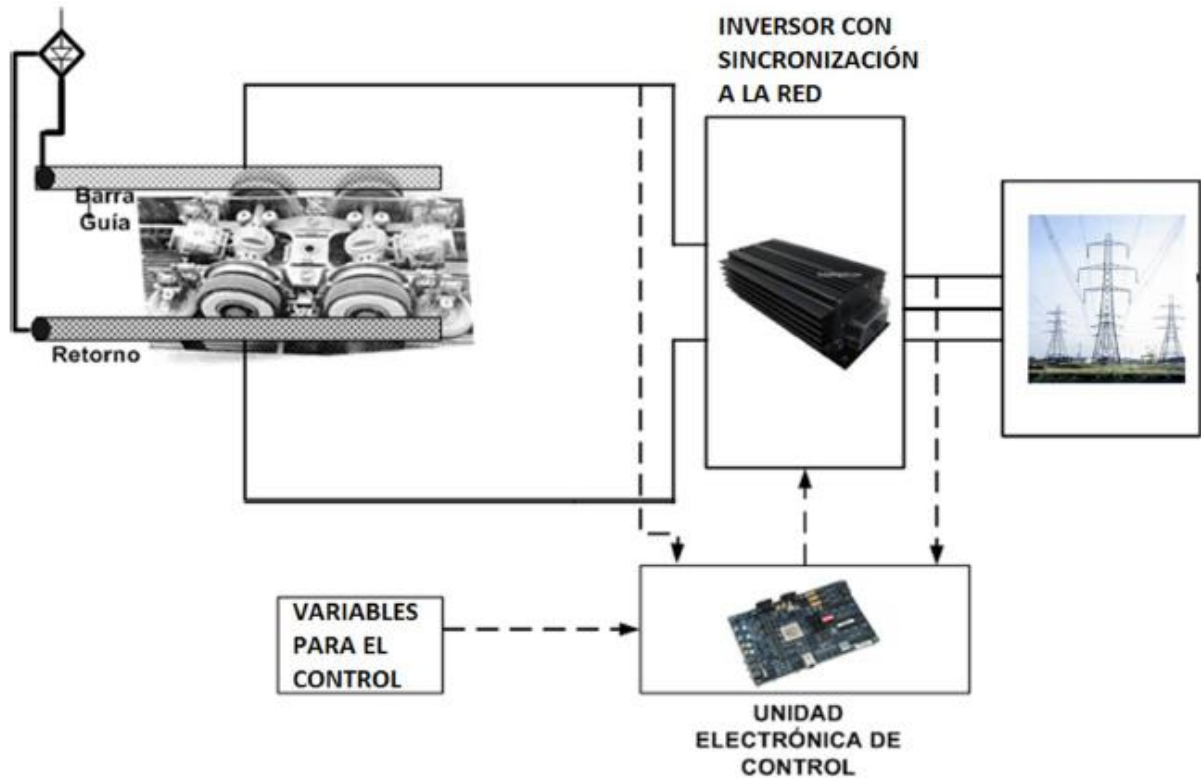 INVERSOR CON
SINCRONIZACIÓN
A LA RED
Barra
Guía
Retorno
VARIABLES
PARA EL
CONTROL
UNIDAD
ELECTRÓNICA DE
CONTROL